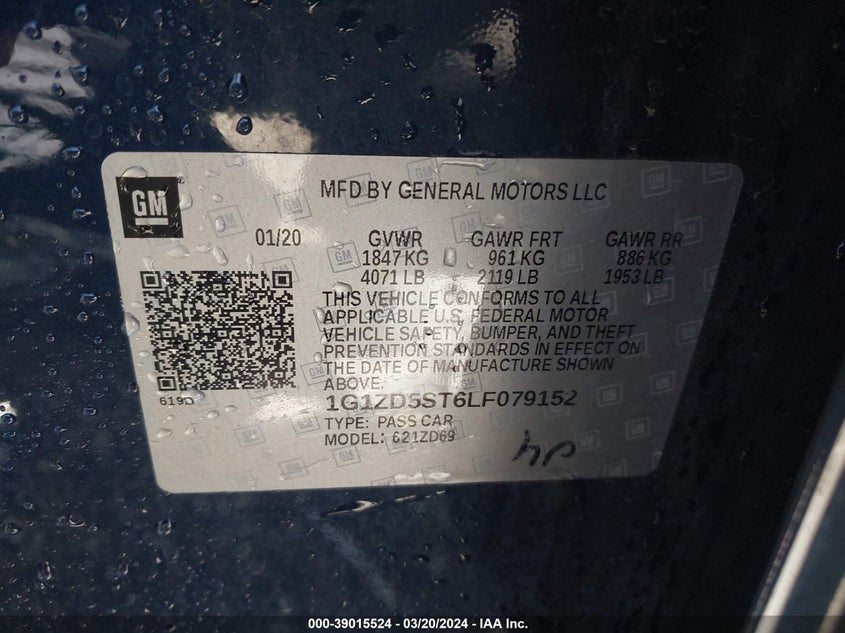 GM
MFD BY GENERAL MOTORS LLC
01/20 GVWR GAWR FRT GAWR RR
1847 KG 961 KG 886 KG
4071 LB 2119 LB 1953 LB
THIS VEHICLE CONFORMS TO ALL
APPLICABLE U.S. FEDERAL MOTOR
VEHICLE SAFETY, BUMPER, AND THEFT
PREVENTION STANDARDS IN EFFECT ON
THE DATE OF MANUFACTURE SHOWN
ABOVE.
619D
1G1ZD5ST6LF079152
TYPE: PASS CAR
MODEL: 621ZD69
000-39015524 - 03/20/2024 - IAA Inc.